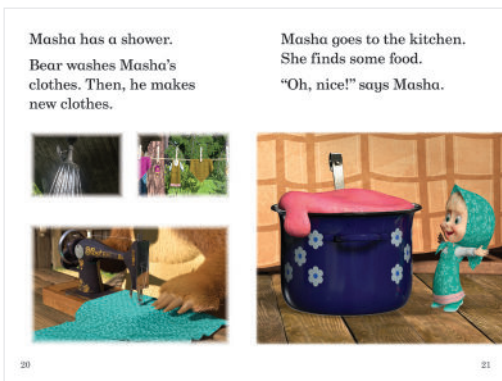 Masha has a shower.
Bear washes Masha's
clothes. Then, he makes
new clothes.
20
Masha goes to the kitchen.
She finds some food.
"Oh, nice!" says Masha.
21